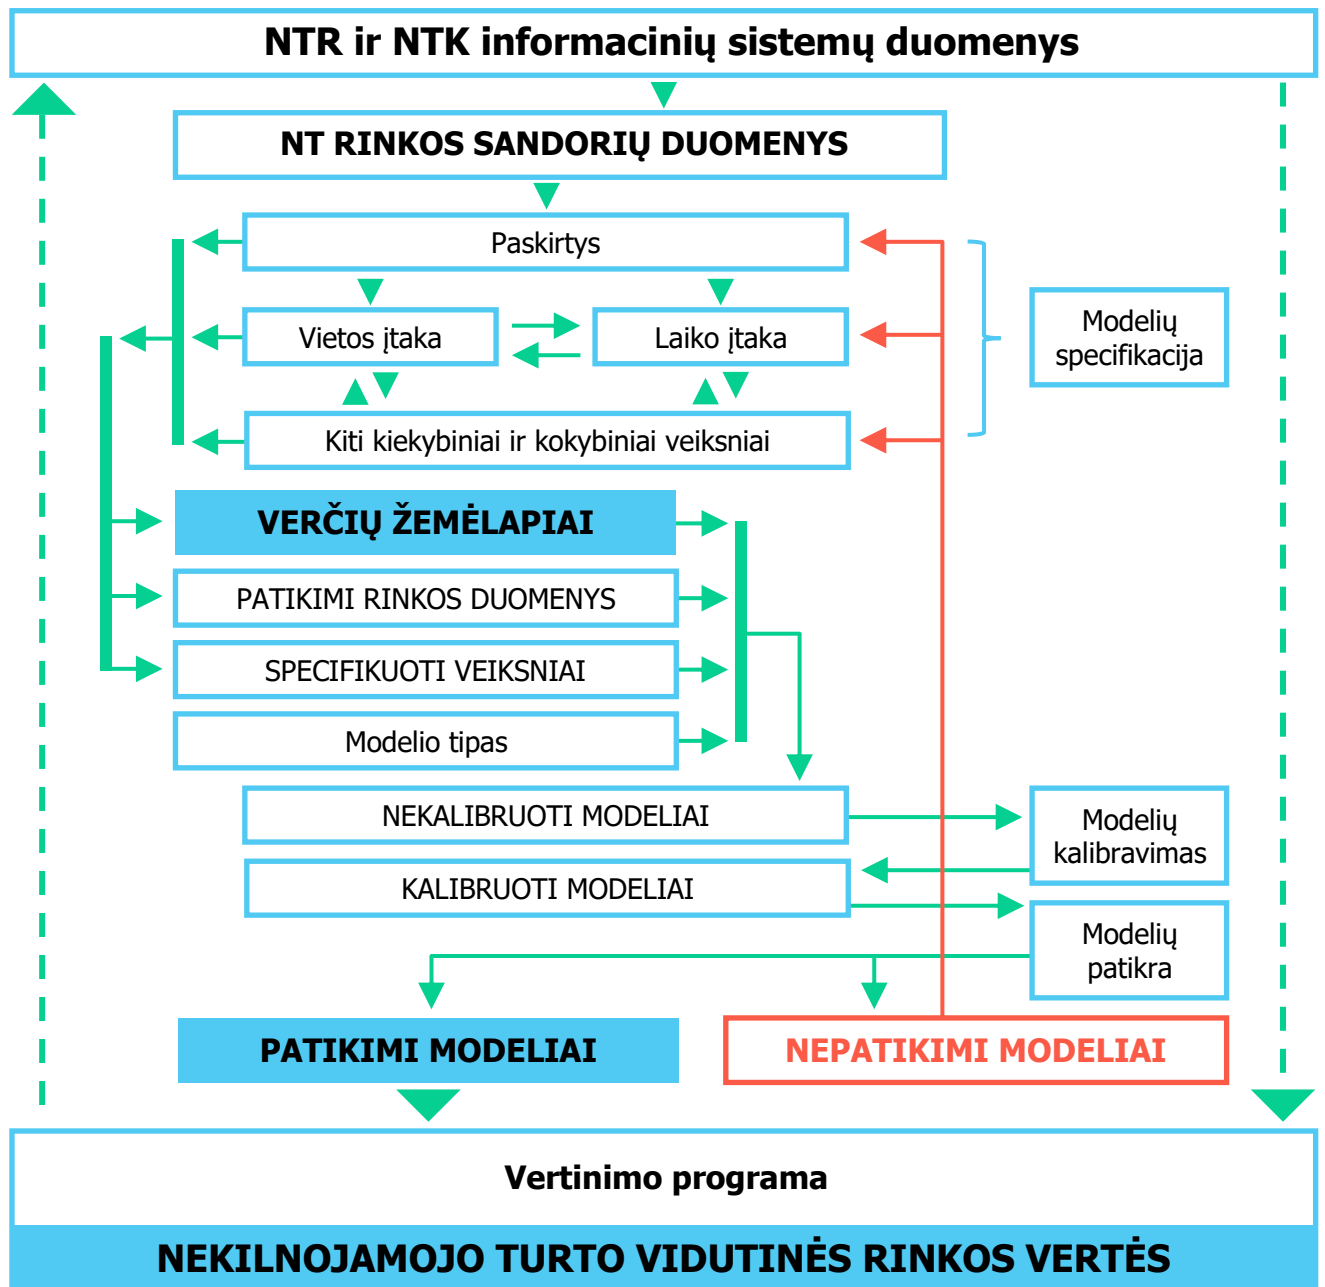 NTR ir NTK informacinių sistemų duomenys
NT RINKOS SANDORIŲ DUOMENYS
Paskirtys
Vietos įtaka
Laiko įtaka
Modelių
specifikacija
Kiti kiekybiniai ir kokybiniai veiksniai
VERČIŲ ŽEMĖLAPIAI
PATIKIMI RINKOS DUOMENYS
SPECIFIKUOTI VEIKSNIAI
Modelio tipas
NEKALIBRUOTI MODELIAI
Modelių
kalibravimas
KALIBRUOTI MODELIAI
Modelių
patikra
PATIKIMI MODELIAI
NEPATIKIMI MODELIAI
Vertinimo programa
NEKILNOJAMOJO TURTO VIDUTINĖS RINKOS VERTĖS